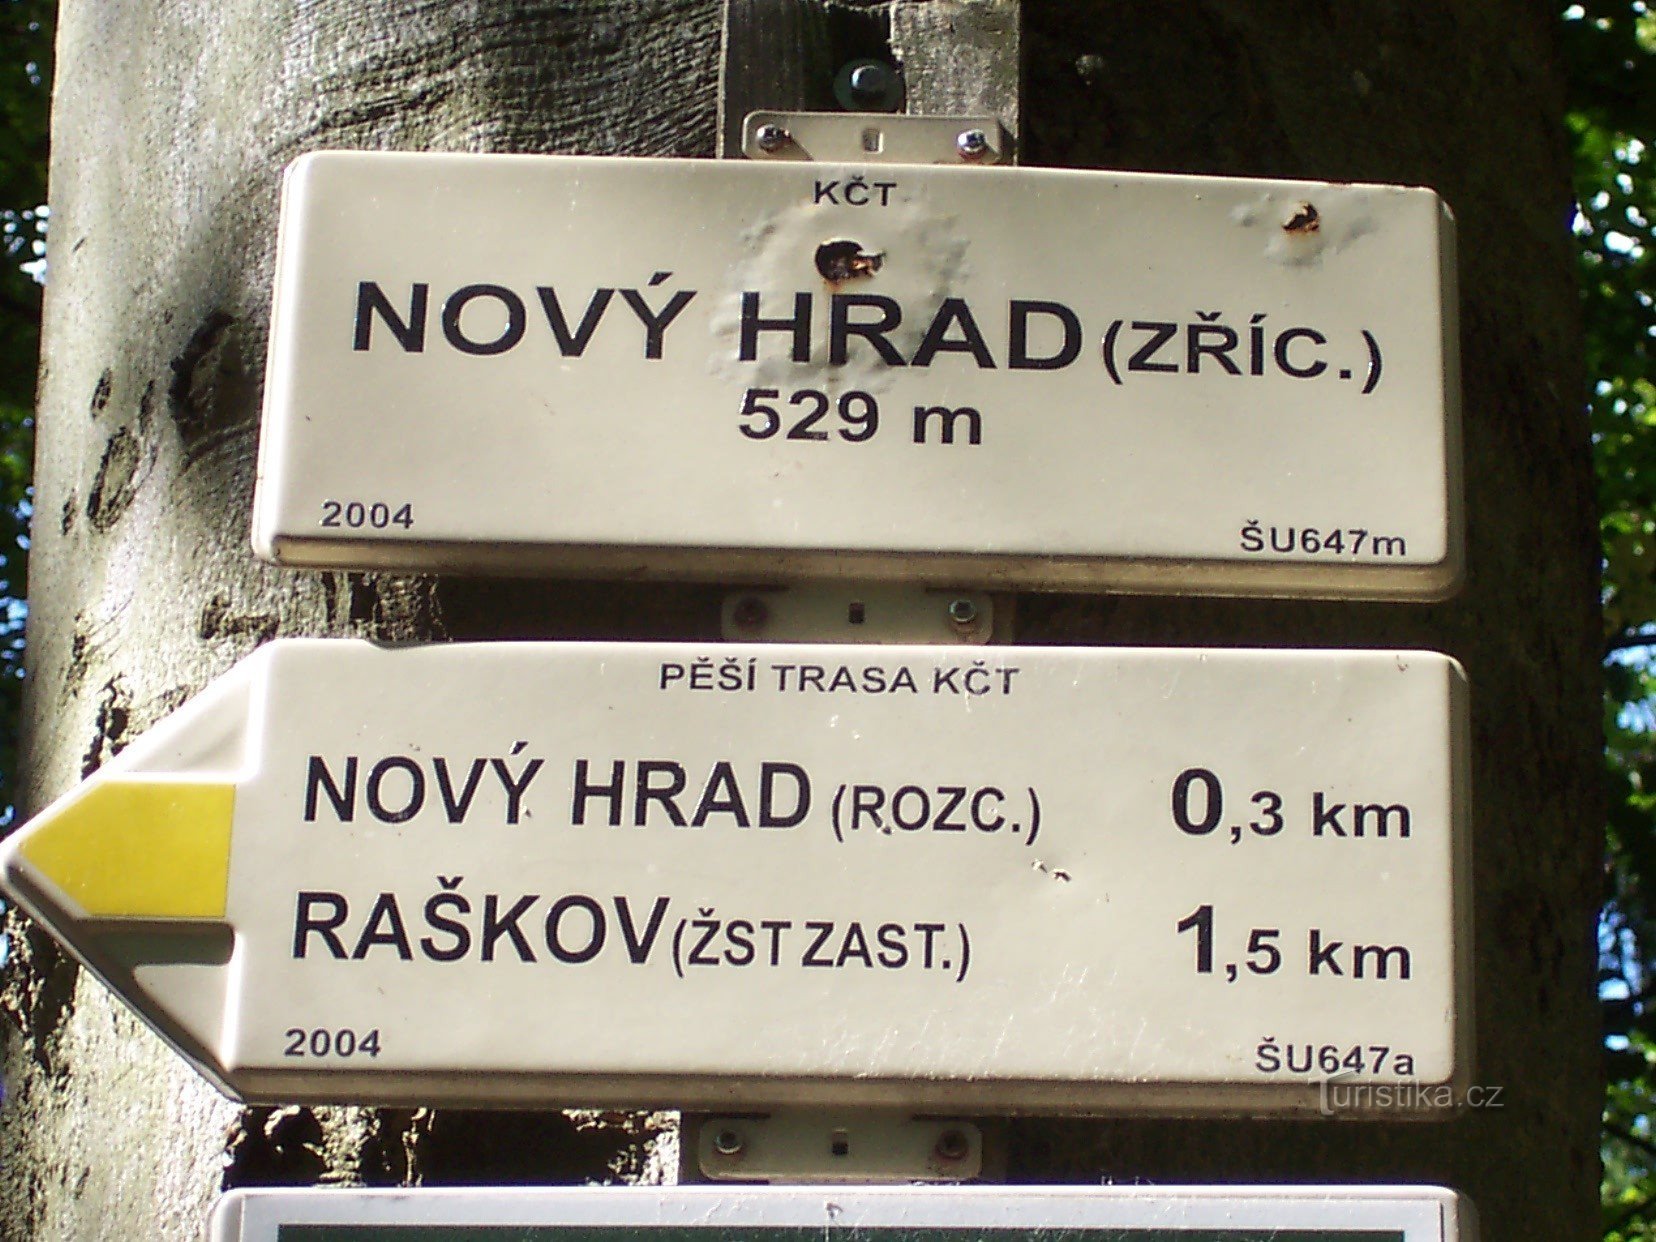 KČT
NOVÝ HRAD (ZŘÍC.)
529 m
2004 ŠU647m
PĚŠÍ TRASA KČT
NOVÝ HRAD (ROZC.) 0,3 km
RAŠKOV (ŽST ZAST.) 1,5 km
2004 ŠU647a
Turistika.cz